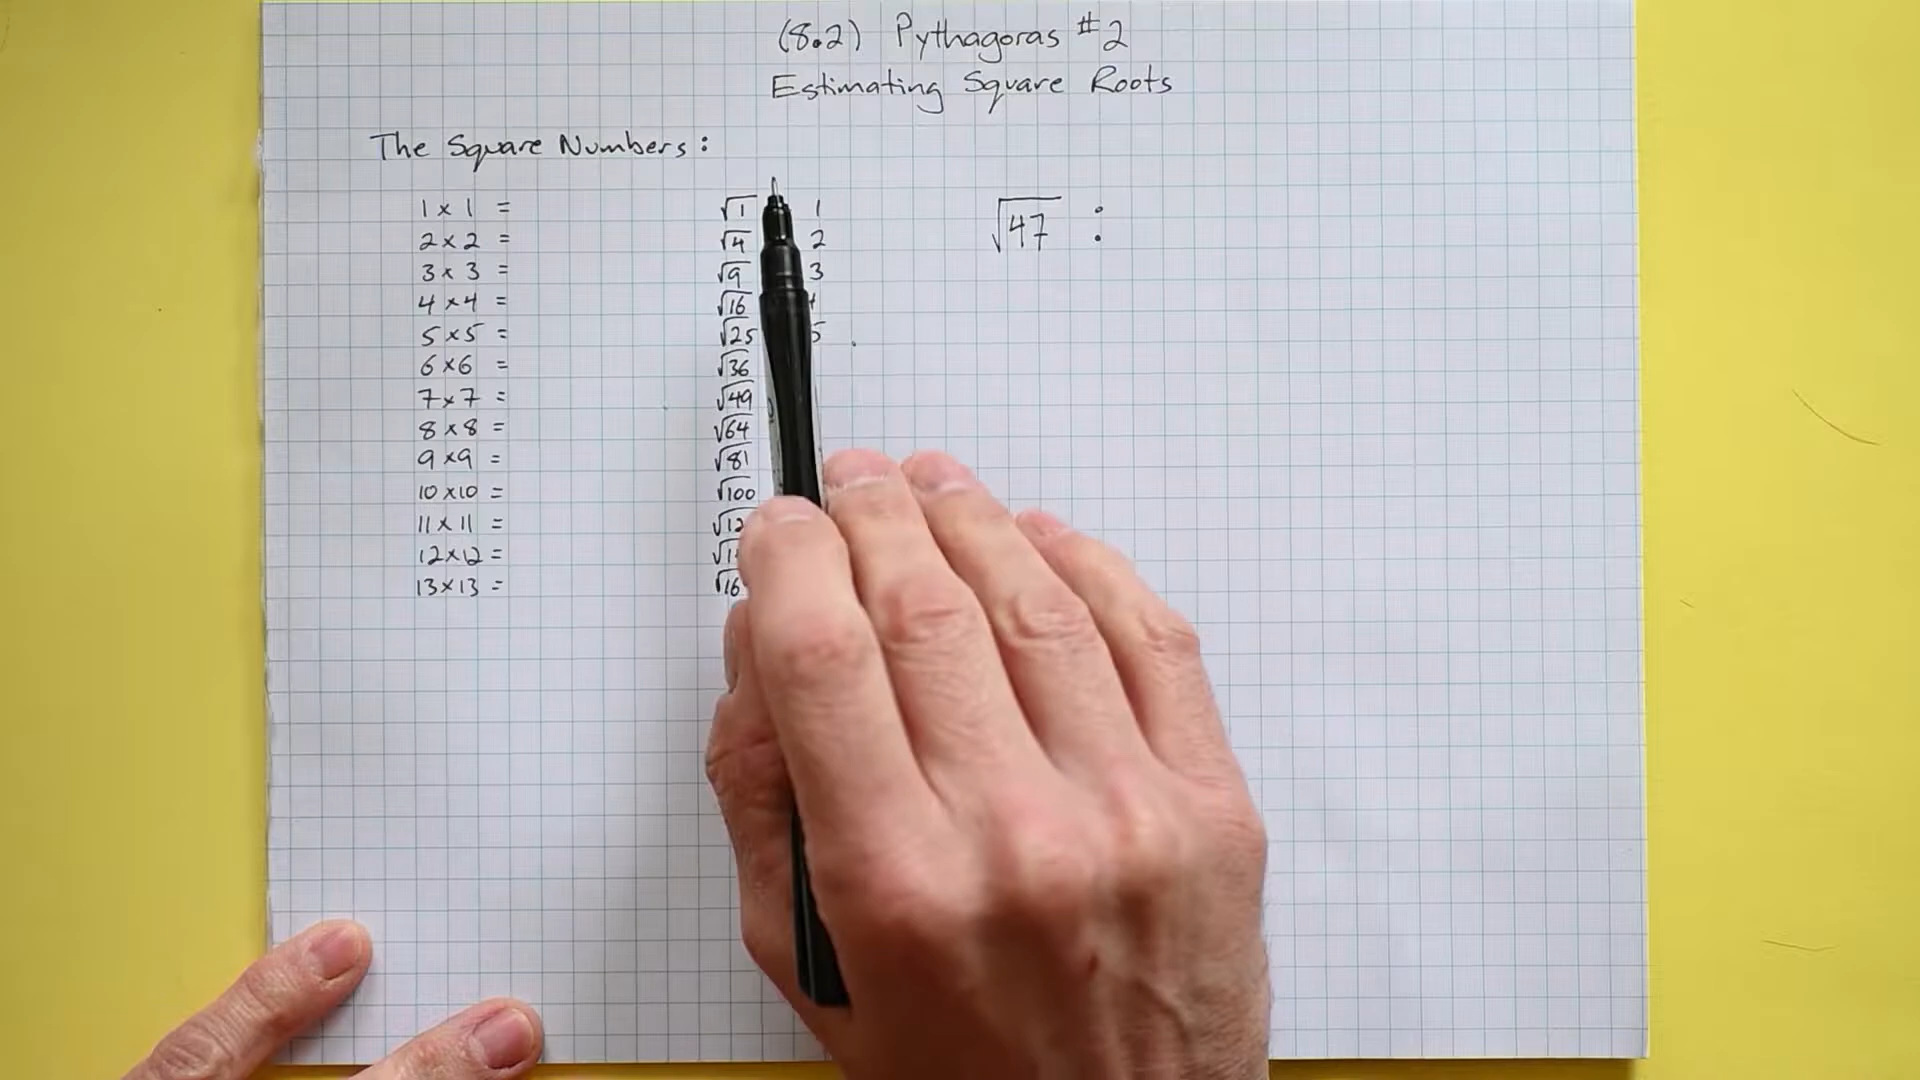 (8.2) Pythagoras #2
Estimating Square Roots
The Square Numbers:
1 x 1 =
2 x 2 =
3 x 3 =
4 x 4 =
5 x 5 =
6 x 6 =
7 x 7 =
8 x 8 =
9 x 9 =
10 x 10 =
11 x 11 =
12 x 12 =
13 x 13 =
√1 1
√4 2
√9 3
√16
√25 5
√36
√49
√64
√81
√100
√47 :